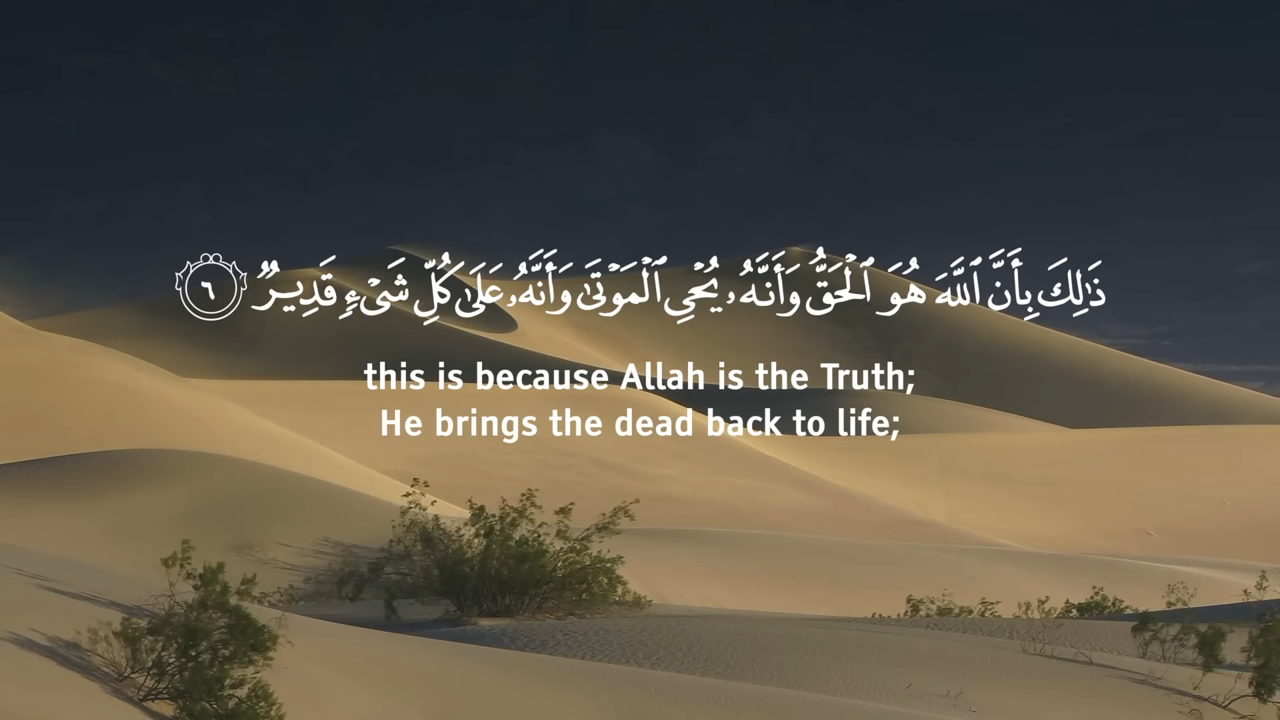 ذَٰلِكَ بِأَنَّ ٱللَّهَ هُوَ ٱلْحَقُّ وَأَنَّهُۥ يُحْىِ ٱلْمَوْتَىٰ وَأَنَّهُۥ عَلَىٰ كُلِّ شَىْءٍ قَدِيرٌ ٦
this is because Allah is the Truth;
He brings the dead back to life;